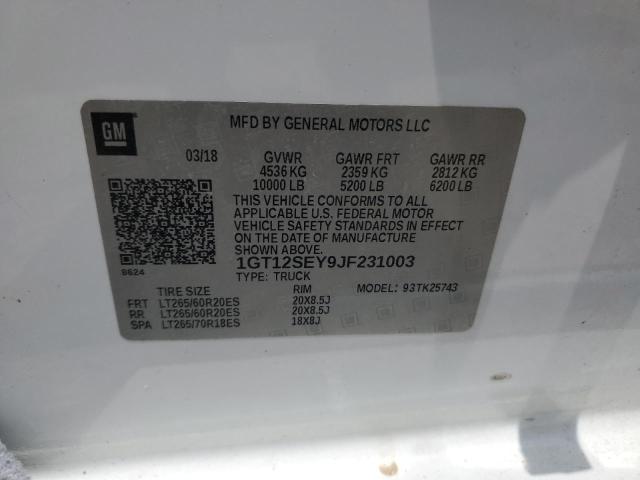 GM
MFD BY GENERAL MOTORS LLC
03/18 GVWR GAWR FRT GAWR RR
4536 KG 2359 KG 2812 KG
10000 LB 5200 LB 6200 LB
THIS VEHICLE CONFORMS TO ALL
APPLICABLE U.S. FEDERAL MOTOR
VEHICLE SAFETY STANDARDS IN EFFECT
ON THE DATE OF MANUFACTURE
SHOWN ABOVE.
8624 1GT12SEY9JF231003
TYPE: TRUCK
TIRE SIZE RIM MODEL: 93TK25743
FRT LT265/60R20ES 20X8.5J
RR LT265/60R20ES 20X8.5J
SPA LT265/70R18ES 18X8J